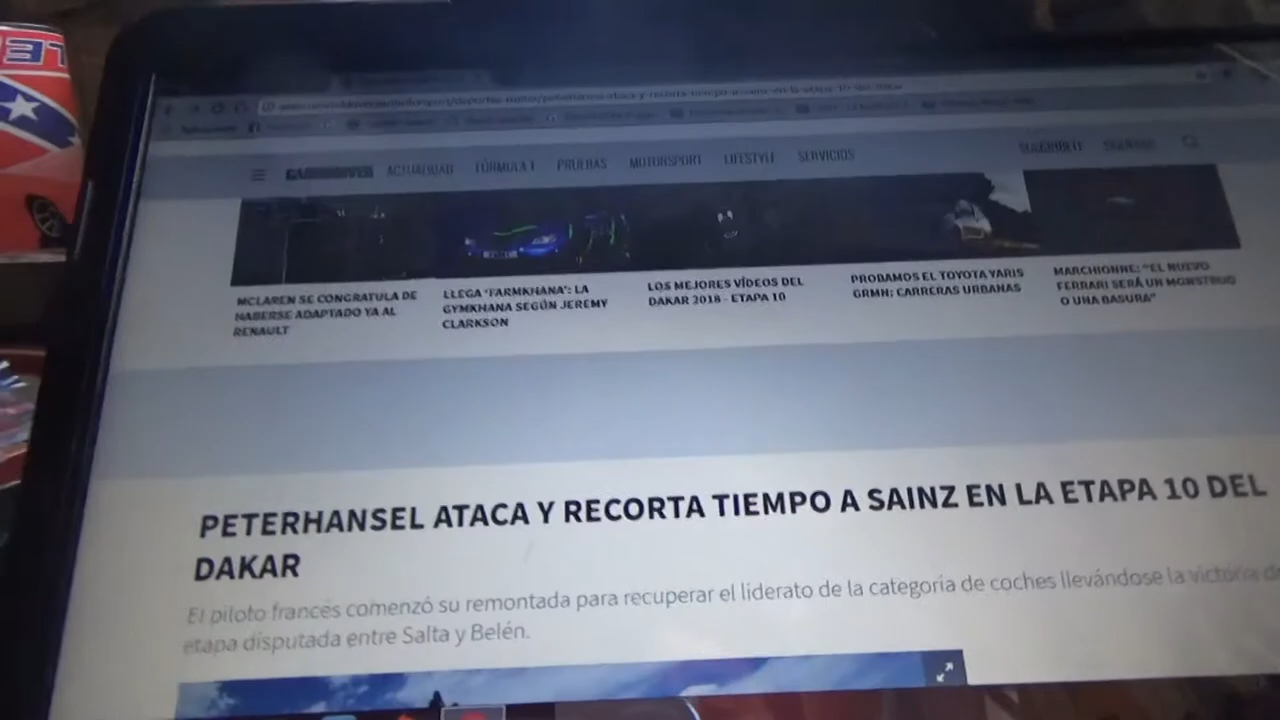 ACTUALIDAD FÓRMULA 1 PRUEBAS MOTORSPORT LIFESTYLE SERVICIOS
MCLAREN SE CONGRATULA DE
HABERSE ADAPTADO YA AL
RENAULT
LLEGA 'FARMKHANA': LA
GYMKHANA SEGÚN JEREMY
CLARKSON
LOS MEJORES VÍDEOS DEL
DAKAR 2018 - ETAPA 10
PROBAMOS EL TOYOTA YARIS
GRMN: CARRERAS URBANAS
MARCHIONNE: "EL NUEVO
FERRARI SERÁ UN MONSTRUO
O UNA BASURA"
PETERHANSEL ATACA Y RECORTA TIEMPO A SAINZ EN LA ETAPA 10 DEL
DAKAR
El piloto francés comenzó su remontada para recuperar el liderato de la categoría de coches llevándose la victoria de
etapa disputada entre Salta y Belén.